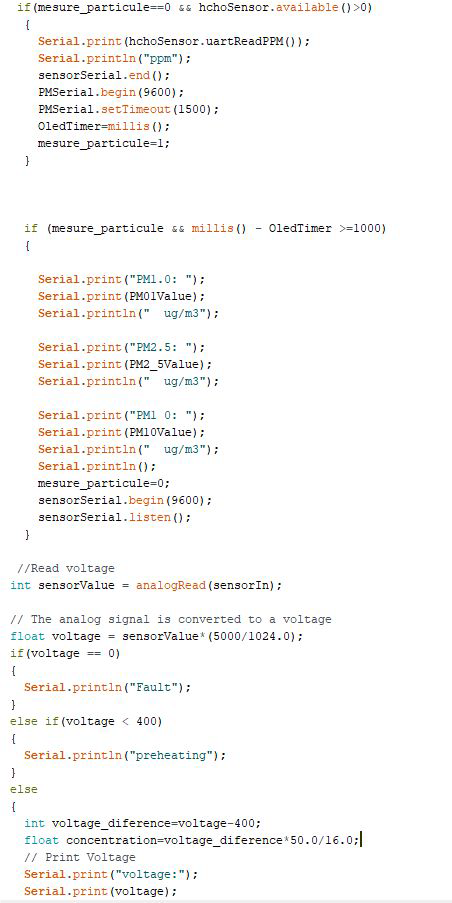 if(mesure_particule==0 && hchoSensor.available()>0)
{
Serial.print(hchoSensor.uartReadPPM());
Serial.println("ppm");
sensorSerial.end();
PMSerial.begin(9600);
PMSerial.setTimeout(1500);
OledTimer=millis();
mesure_particule=1;
}
if (mesure_particule && millis() - OledTimer >=1000)
{
Serial.print("PM1.0: ");
Serial.print(PM01Value);
Serial.println("  ug/m3");
Serial.print("PM2.5: ");
Serial.print(PM2_5Value);
Serial.println("  ug/m3");
Serial.print("PM1 0: ");
Serial.print(PM10Value);
Serial.println("  ug/m3");
Serial.println();
mesure_particule=0;
sensorSerial.begin(9600);
sensorSerial.listen();
}
//Read voltage
int sensorValue = analogRead(sensorIn);
// The analog signal is converted to a voltage
float voltage = sensorValue*(5000/1024.0);
if(voltage == 0)
{
Serial.println("Fault");
}
else if(voltage < 400)
{
Serial.println("preheating");
}
else
{
int voltage_diference=voltage-400;
float concentration=voltage_diference*50.0/16.0;
// Print Voltage
Serial.print("voltage:");
Serial.print(voltage);